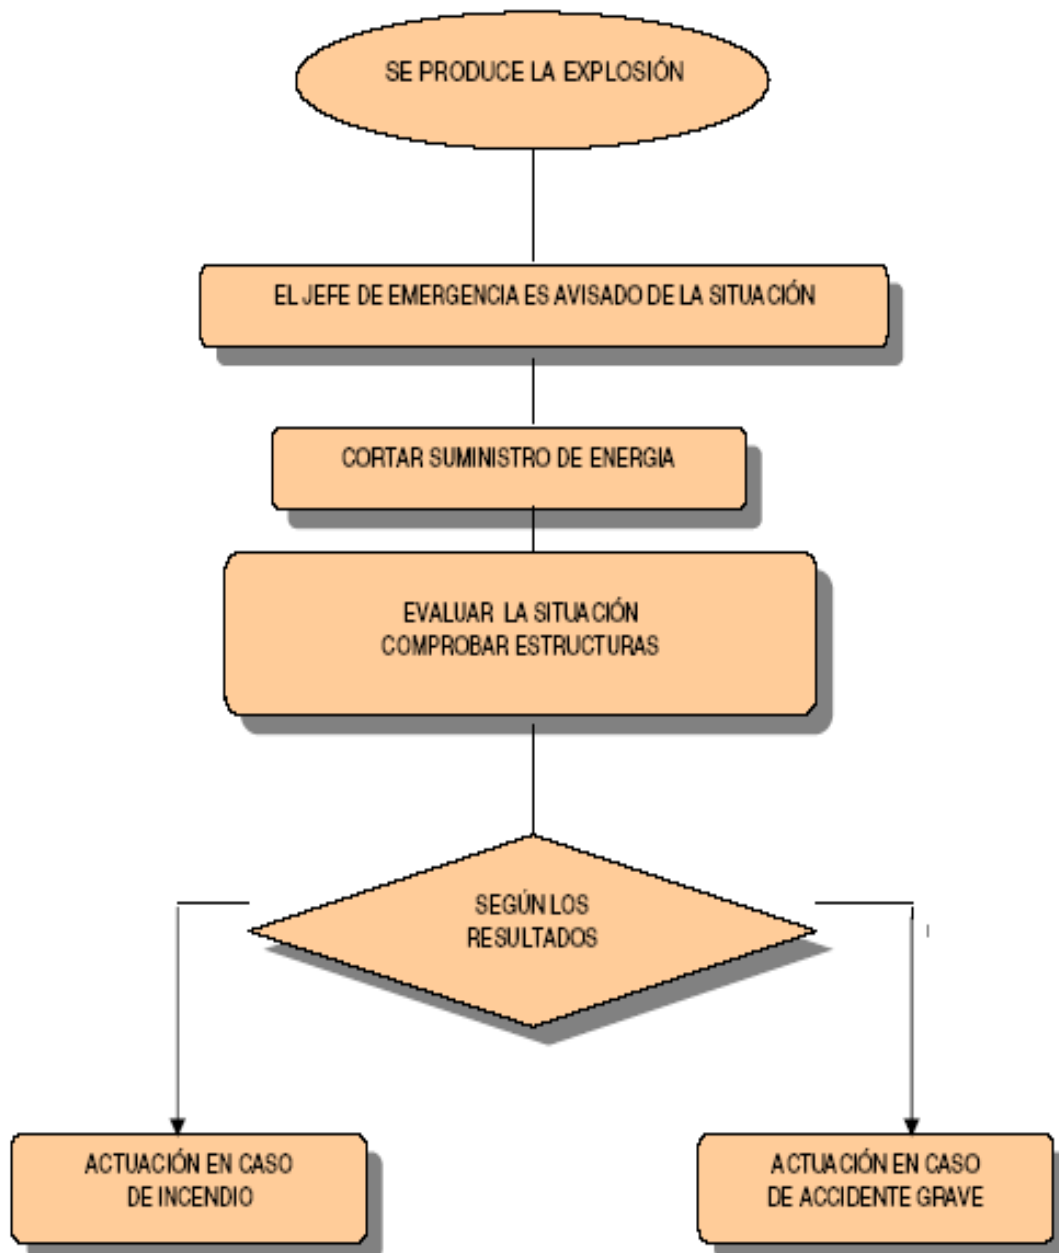 SE PRODUCE LA EXPLOSIÓN
EL JEFE DE EMERGENCIA ES AVISADO DE LA SITUACIÓN
CORTAR SUMINISTRO DE ENERGIA
EVALUAR LA SITUACIÓN
COMPROBAR ESTRUCTURAS
SEGÚN LOS
RESULTADOS
ACTUACIÓN EN CASO
DE INCENDIO
ACTUACIÓN EN CASO
DE ACCIDENTE GRAVE